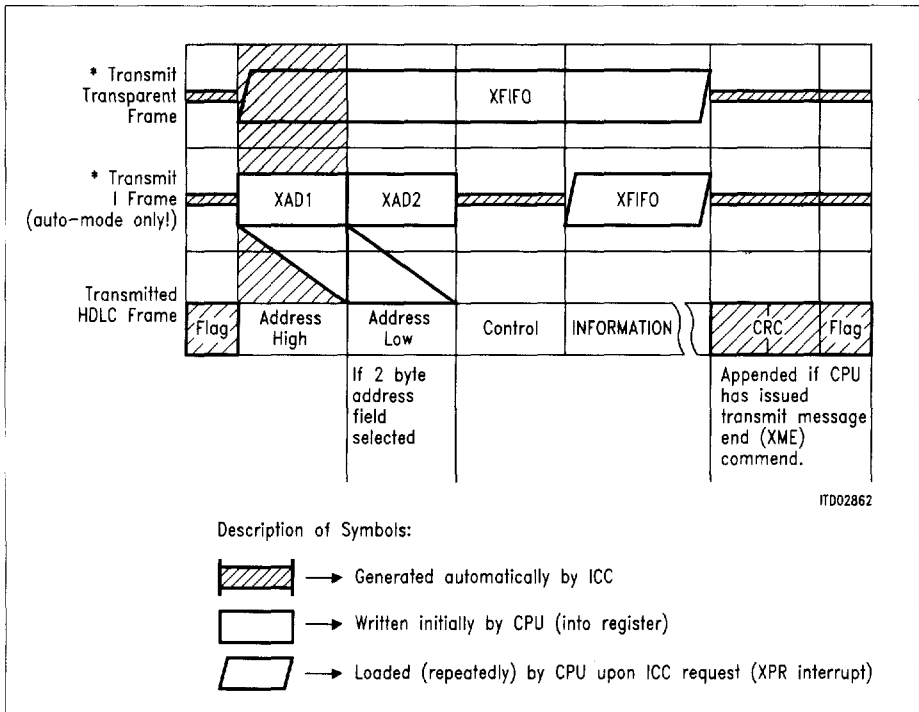 * Transmit
Transparent
Frame
XFIFO
* Transmit
I Frame
(auto-mode only!)
XAD1
XAD2
XFIFO
Transmitted
HDLC Frame
Flag
Address
High
Address
Low
Control
INFORMATION
CRC
Flag
If 2 byte
address
field
selected
Appended if CPU
has issued
transmit message
end (XME)
commend.
ITD02862
Description of Symbols:
Generated automatically by ICC
Written initially by CPU (into register)
Loaded (repeatedly) by CPU upon ICC request (XPR interrupt)